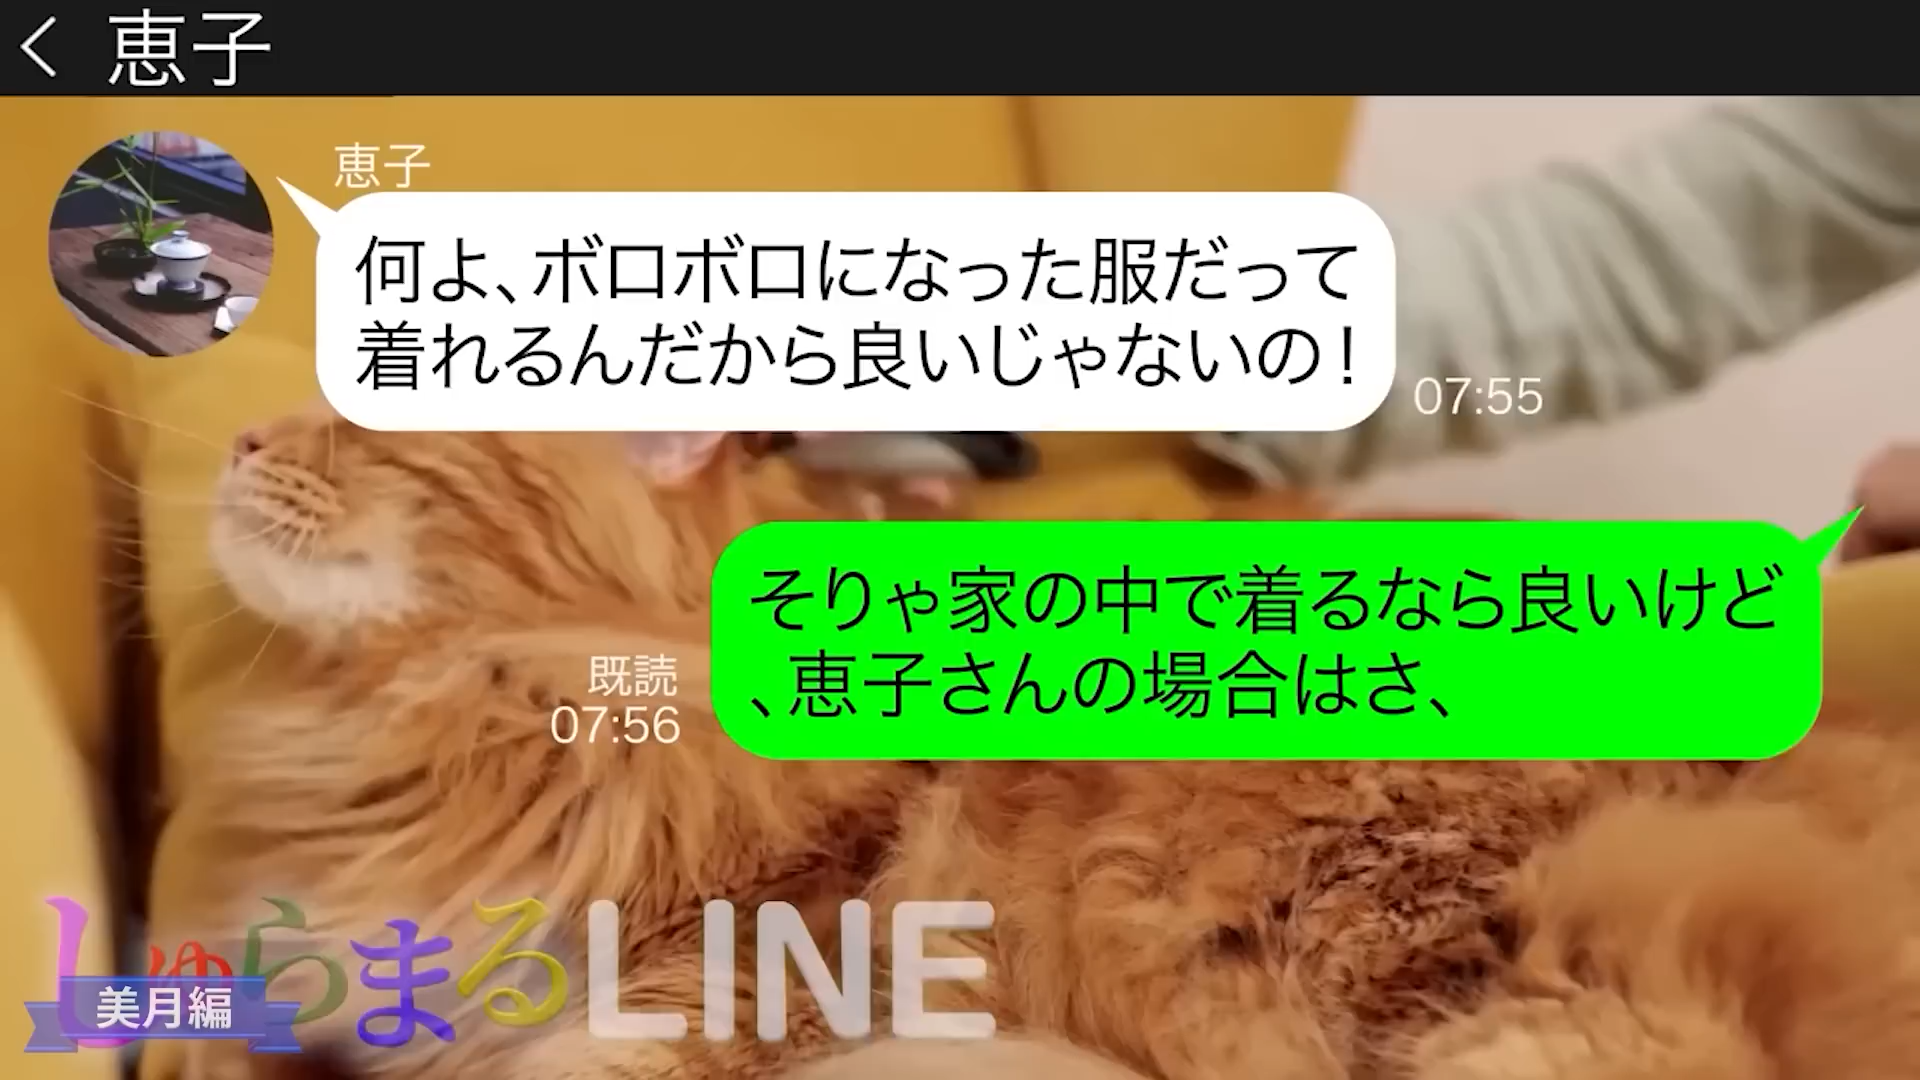 恵子
恵子
何よ、ボロボロになった服だって
着れるんだから良いじゃないの！
07:55
そりゃ家の中で着るなら良いけど
、恵子さんの場合はさ、
既読
07:56
しゅらまるLINE
美月編